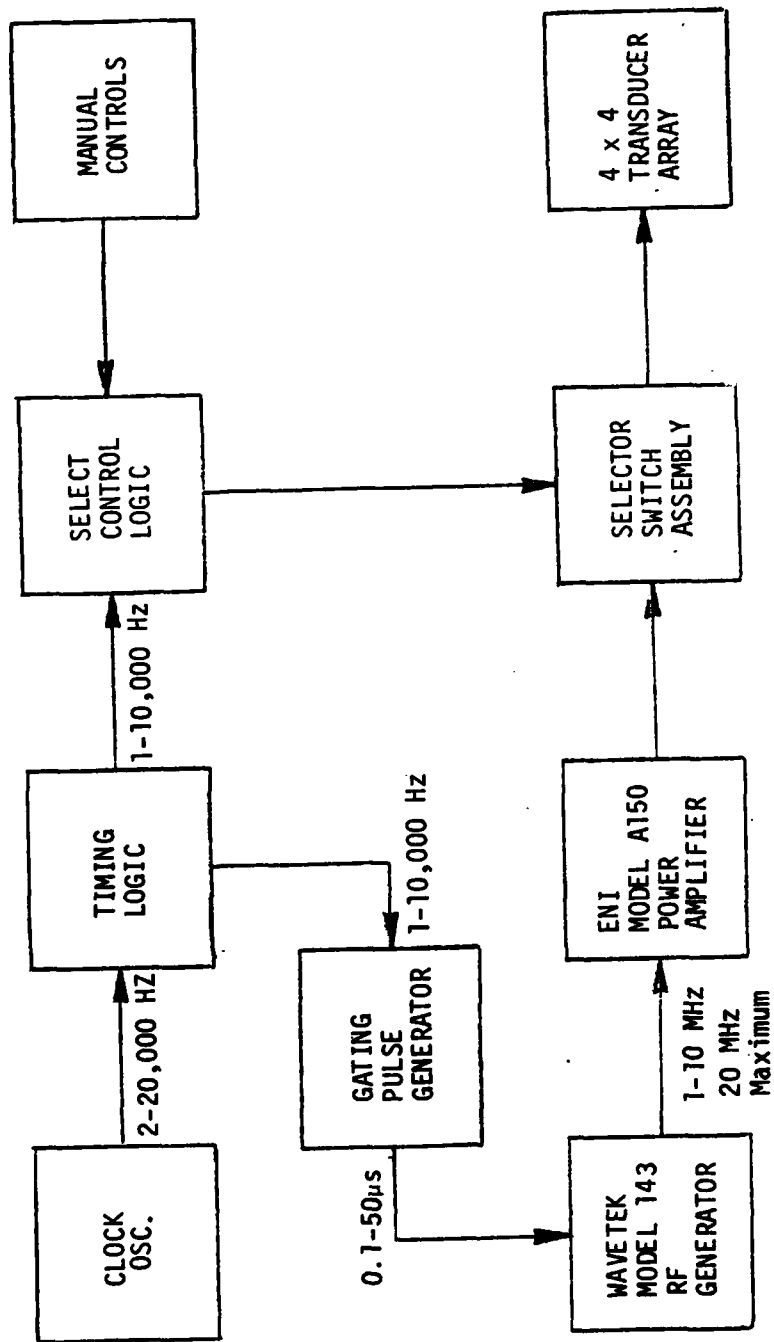 CLOCK
OSC.
2-20,000 HZ
TIMING
LOGIC
1-10,000 Hz
SELECT
CONTROL
LOGIC
MANUAL
CONTROLS
0.1-50µs
GATING
PULSE
GENERATOR
1-10,000 Hz
WAVETEK
MODEL 143
RF
GENERATOR
1-10 MHz
20 MHz
Maximum
ENI
MODEL A150
POWER
AMPLIFIER
SELECTOR
SWITCH
ASSEMBLY
4 x 4
TRANSDUCER
ARRAY